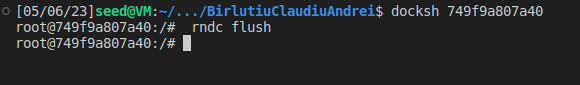 [05/06/23]seed@VM:~/.../BirlutiuClaudiuAndrei$ docksh 749f9a807a40
root@749f9a807a40:/#  rndc flush
root@749f9a807a40:/#